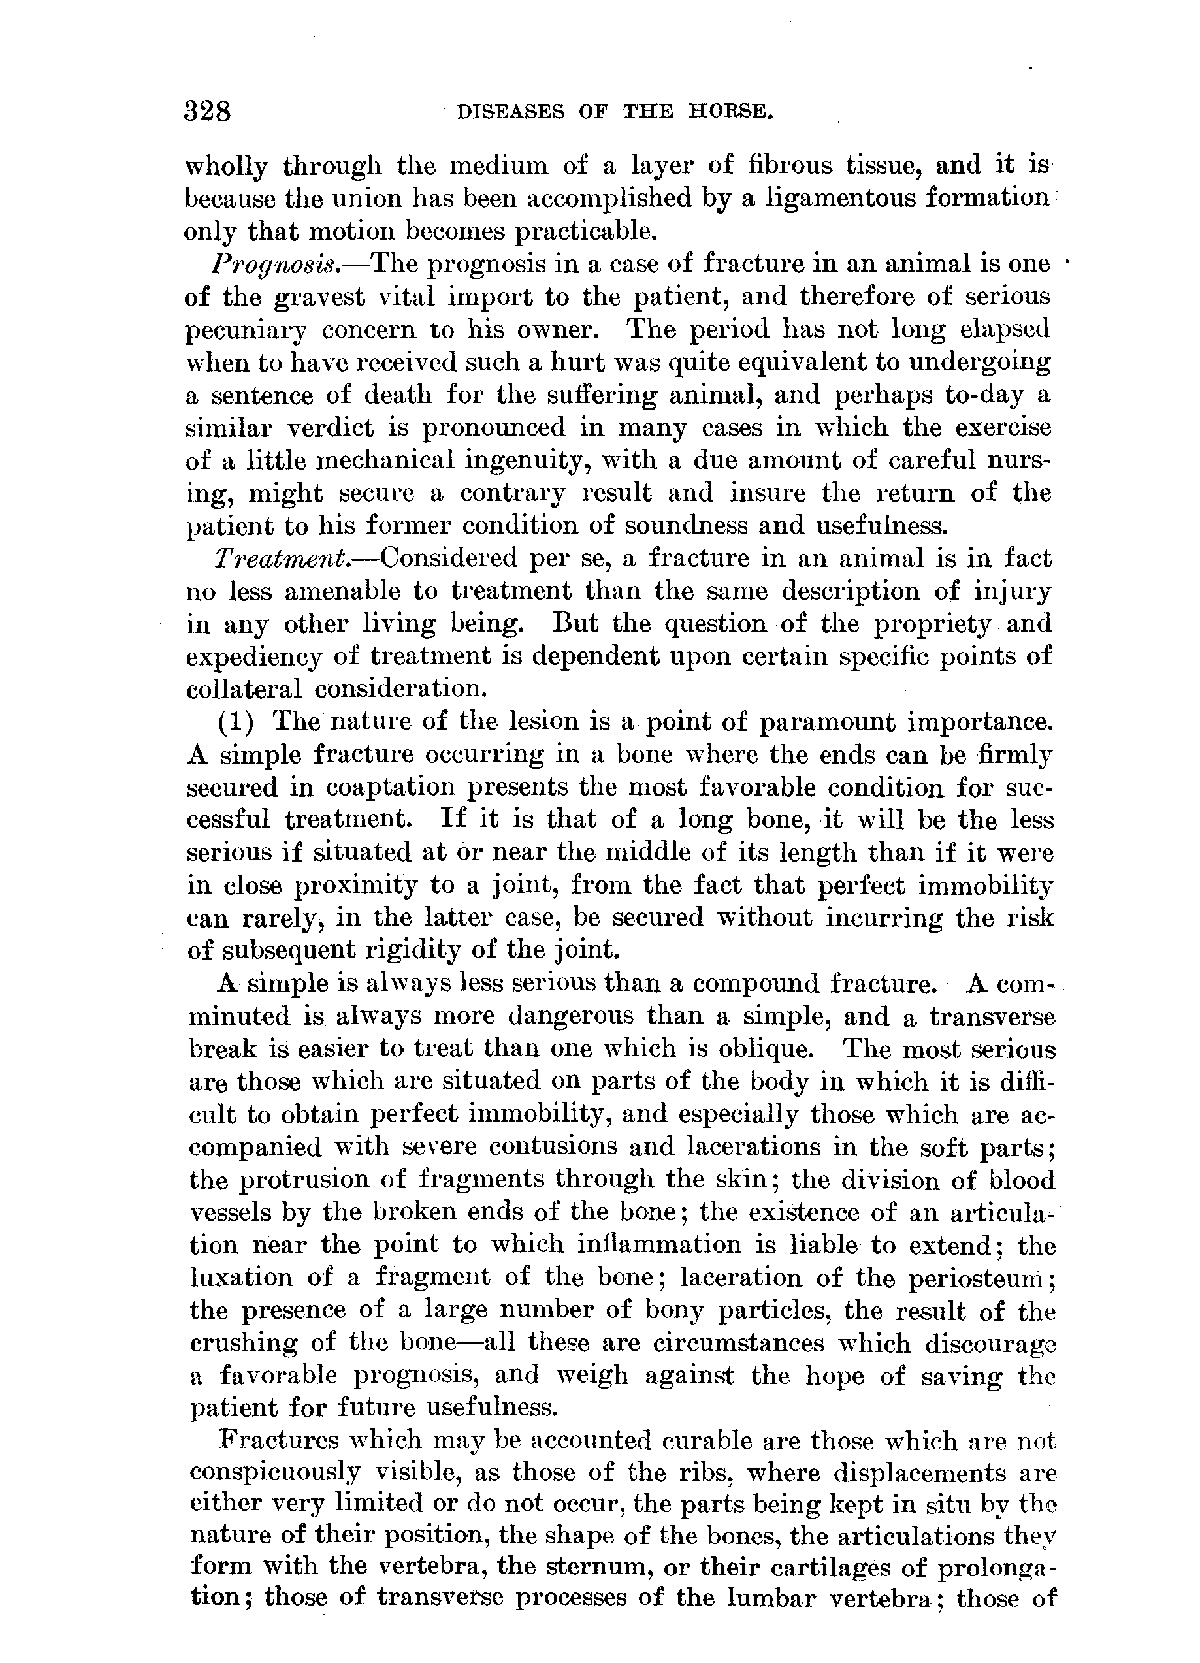 328 DISEASES OF THE HORSE.
wholly through the medium of a layer of fibrous tissue, and it is
because the union has been accomplished by a ligamentous formation
only that motion becomes practicable.
Prognosis.—The prognosis in a case of fracture in an animal is one
of the gravest vital import to the patient, and therefore of serious
pecuniary concern to his owner. The period has not long elapsed
when to have received such a hurt was quite equivalent to undergoing
a sentence of death for the suffering animal, and perhaps to-day a
similar verdict is pronounced in many cases in which the exercise
of a little mechanical ingenuity, with a due amount of careful nurs-
ing, might secure a contrary result and insure the return of the
patient to his former condition of soundness and usefulness.
Treatment.—Considered per se, a fracture in an animal is in fact
no less amenable to treatment than the same description of injury
in any other living being. But the question of the propriety and
expediency of treatment is dependent upon certain specific points of
collateral consideration.
(1) The nature of the lesion is a point of paramount importance.
A simple fracture occurring in a bone where the ends can be firmly
secured in coaptation presents the most favorable condition for suc-
cessful treatment. If it is that of a long bone, it will be the less
serious if situated at or near the middle of its length than if it were
in close proximity to a joint, from the fact that perfect immobility
can rarely, in the latter case, be secured without incurring the risk
of subsequent rigidity of the joint.
A simple is always less serious than a compound fracture. A com-
minuted is always more dangerous than a simple, and a transverse
break is easier to treat than one which is oblique. The most serious
are those which are situated on parts of the body in which it is diffi-
cult to obtain perfect immobility, and especially those which are ac-
companied with severe contusions and lacerations in the soft parts;
the protrusion of fragments through the skin; the division of blood
vessels by the broken ends of the bone; the existence of an articula-
tion near the point to which inflammation is liable to extend; the
luxation of a fragment of the bone; laceration of the periosteum;
the presence of a large number of bony particles, the result of the
crushing of the bone—all these are circumstances which discourage
a favorable prognosis, and weigh against the hope of saving the
patient for future usefulness.
Fractures which may be accounted curable are those which are not
conspicuously visible, as those of the ribs, where displacements are
either very limited or do not occur, the parts being kept in situ by the
nature of their position, the shape of the bones, the articulations they
form with the vertebra, the sternum, or their cartilages of prolonga-
tion; those of transverse processes of the lumbar vertebra; those of